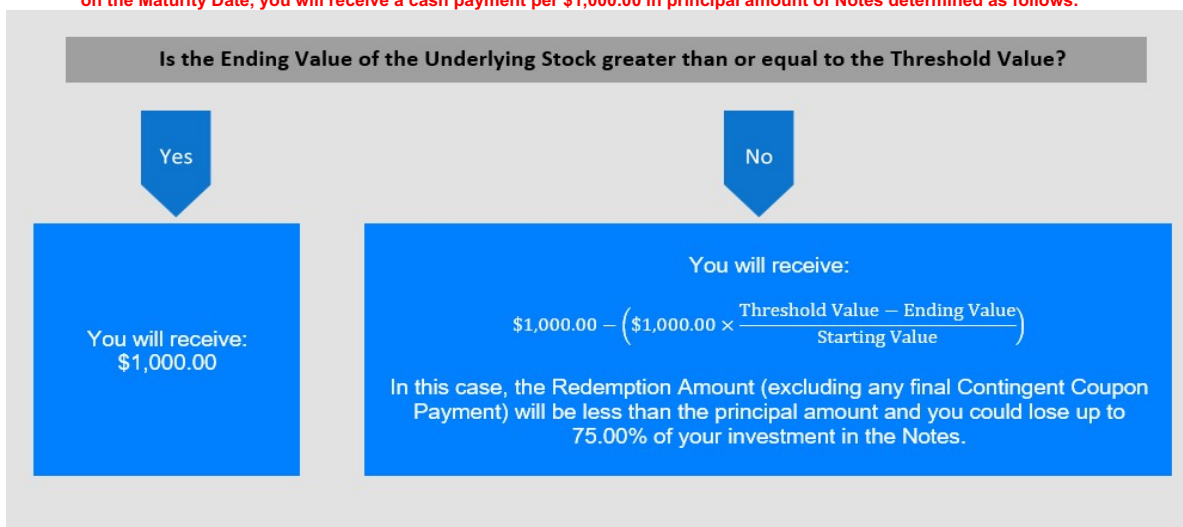 on the Maturity Date, you will receive a cash payment per $1,000.00 in principal amount of Notes determined as follows:
Is the Ending Value of the Underlying Stock greater than or equal to the Threshold Value?
Yes
No
You will receive:
$1,000.00
You will receive:
$1,000.00 − ($1,000.00 × (Threshold Value − Ending Value) / Starting Value)
In this case, the Redemption Amount (excluding any final Contingent Coupon
Payment) will be less than the principal amount and you could lose up to
75.00% of your investment in the Notes.